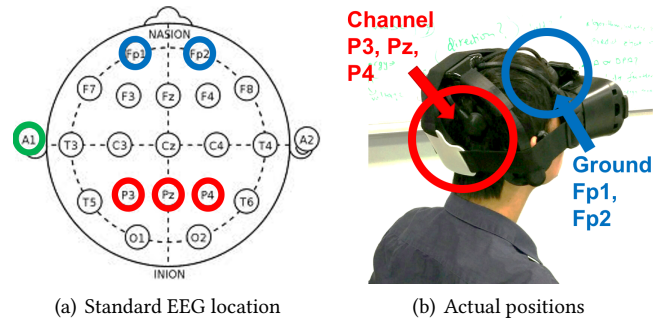 NASION
Fp1 Fp2
F7 F3 Fz F4 F8
A1 T3 C3 Cz C4 T4 A2
T5 P3 Pz P4 T6
O1 O2
INION
(a) Standard EEG location
Channel
P3, Pz,
P4
direction?
Ground
Fp1,
Fp2
(b) Actual positions